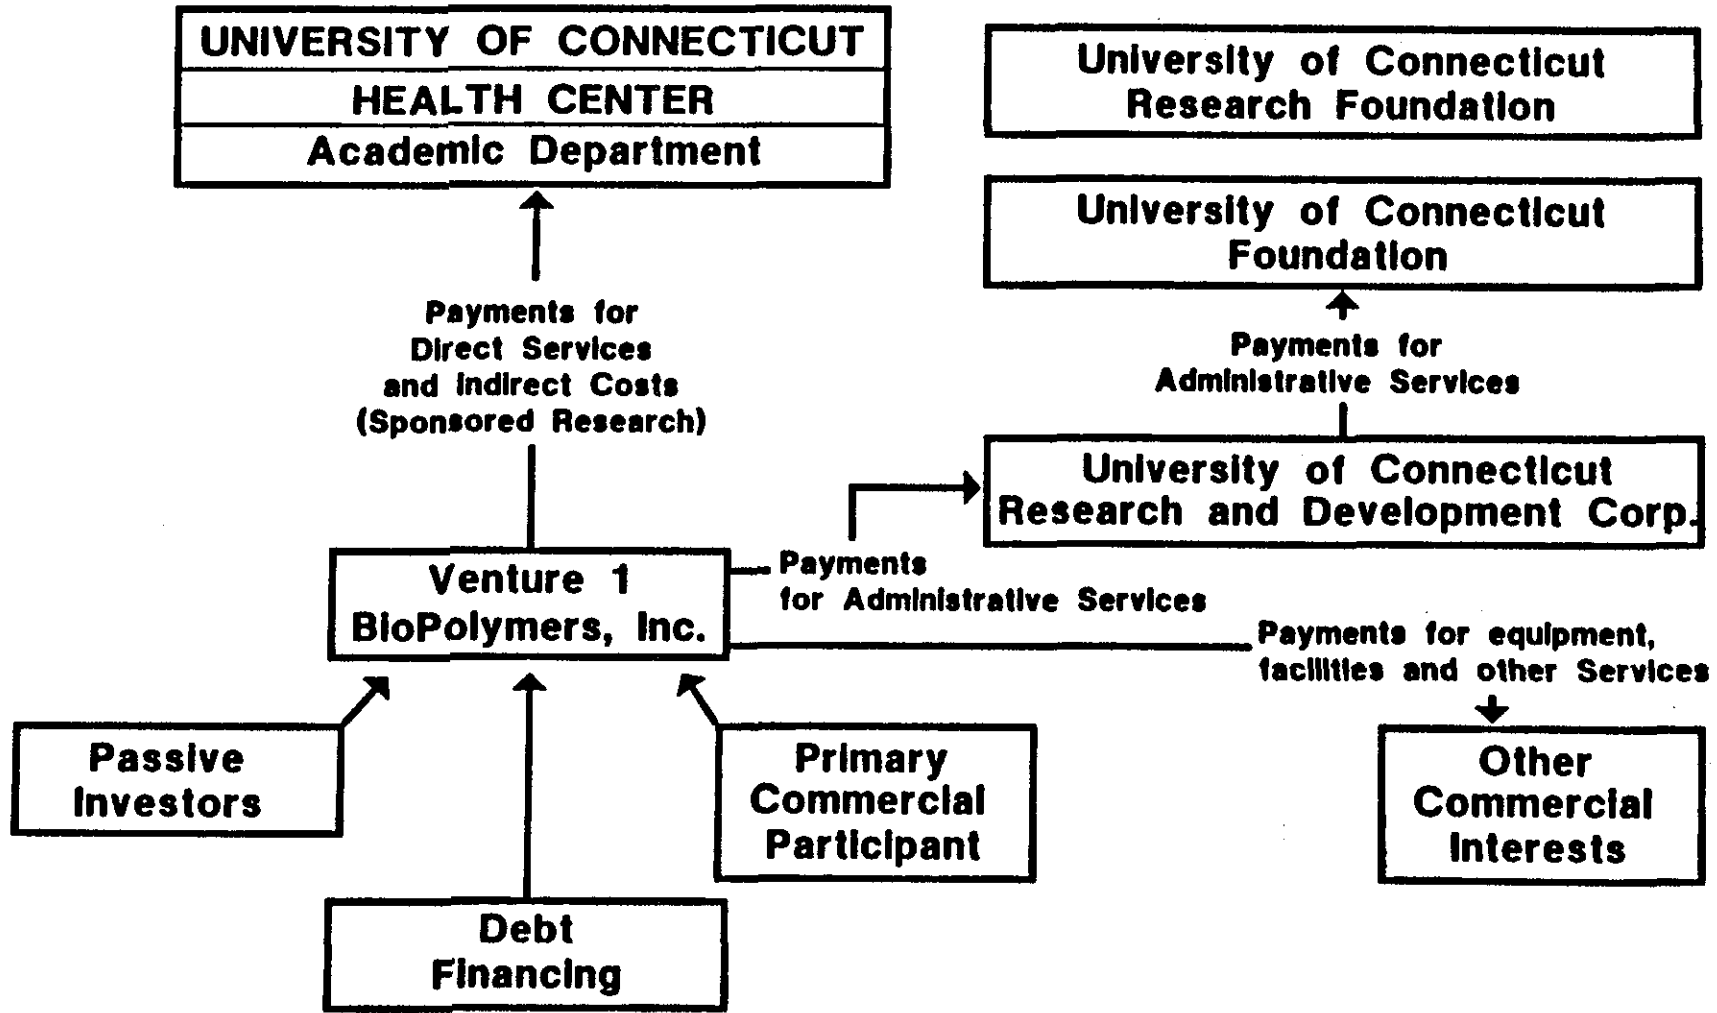 UNIVERSITY OF CONNECTICUT
HEALTH CENTER
Academic Department
University of Connecticut
Research Foundation
University of Connecticut
Foundation
Payments for
Direct Services
and Indirect Costs
(Sponsored Research)
Payments for
Administrative Services
University of Connecticut
Research and Development Corp.
Venture 1
BioPolymers, Inc.
Payments
for Administrative Services
Payments for equipment,
facilities and other Services
Passive
Investors
Primary
Commercial
Participant
Other
Commercial
Interests
Debt
Financing